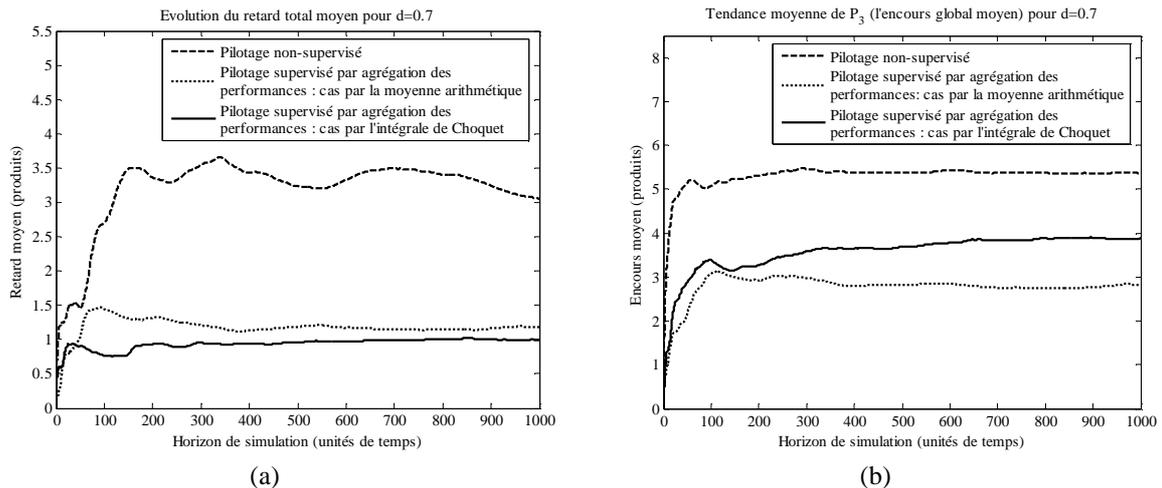 Evolution du retard total moyen pour d=0.7
5.5
5
4.5
4
3.5
3
2.5
2
1.5
1
0.5
0
Retard moyen (produits)
Pilotage non-supervisé
Pilotage supervisé par agrégation des
performances : cas par la moyenne arithmétique
Pilotage supervisé par agrégation des
performances : cas par l'intégrale de Choquet
0 100 200 300 400 500 600 700 800 900 1000
Horizon de simulation (unités de temps)
(a)
Tendance moyenne de P3 (l'encours global moyen) pour d=0.7
8
7
6
5
4
3
2
1
0
Encours moyen (produits)
Pilotage non-supervisé
Pilotage supervisé par agrégation des
performances: cas par la moyenne arithmétique
Pilotage supervisé par agrégation des
performances : cas par l'intégrale de Choquet
0 100 200 300 400 500 600 700 800 900 1000
Horizon de simulation (unités de temps)
(b)